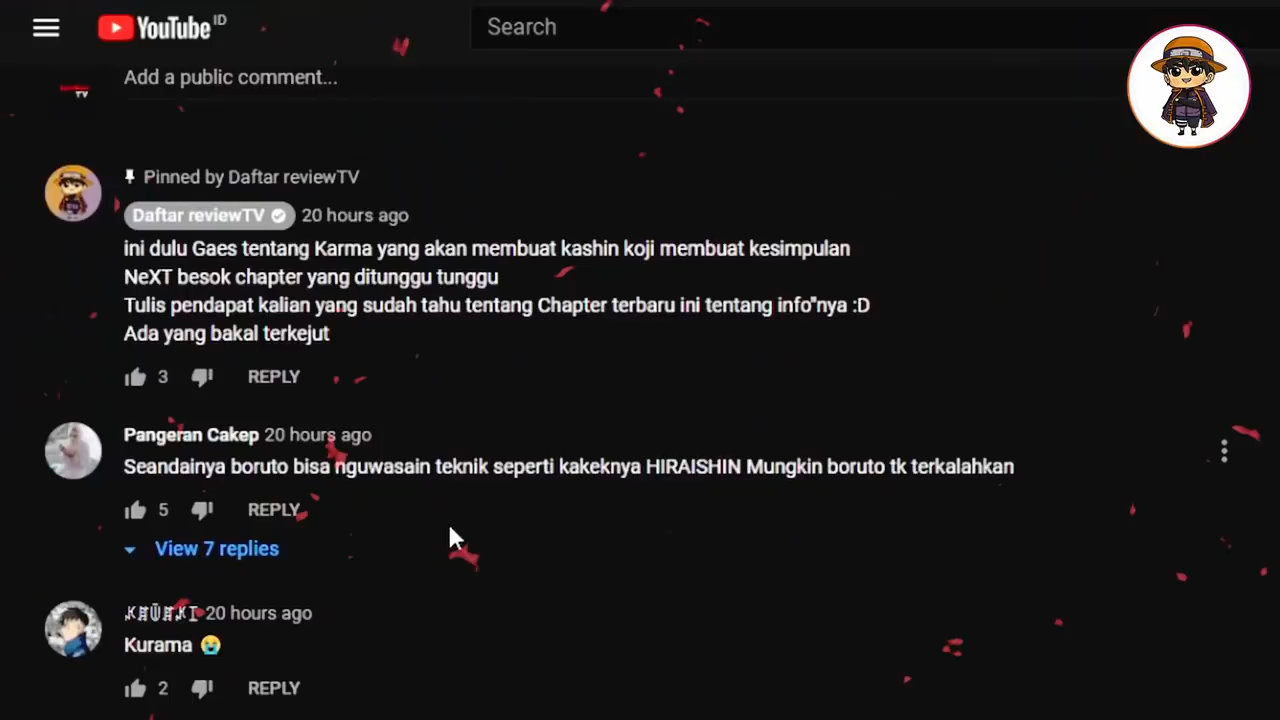 YouTube ID
Search
Add a public comment...
TV
Pinned by Daftar reviewTV
Daftar reviewTV 20 hours ago
ini dulu Gaes tentang Karma yang akan membuat kashin koji membuat kesimpulan
NeXT besok chapter yang ditunggu tunggu
Tulis pendapat kalian yang sudah tahu tentang Chapter terbaru ini tentang info"nya :D
Ada yang bakal terkejut
3 REPLY
Pangeran Cakep 20 hours ago
Seandainya boruto bisa nguwasain teknik seperti kakeknya HIRAISHIN Mungkin boruto tk terkalahkan
5 REPLY
View 7 replies
20 hours ago
Kurama 😭
2 REPLY